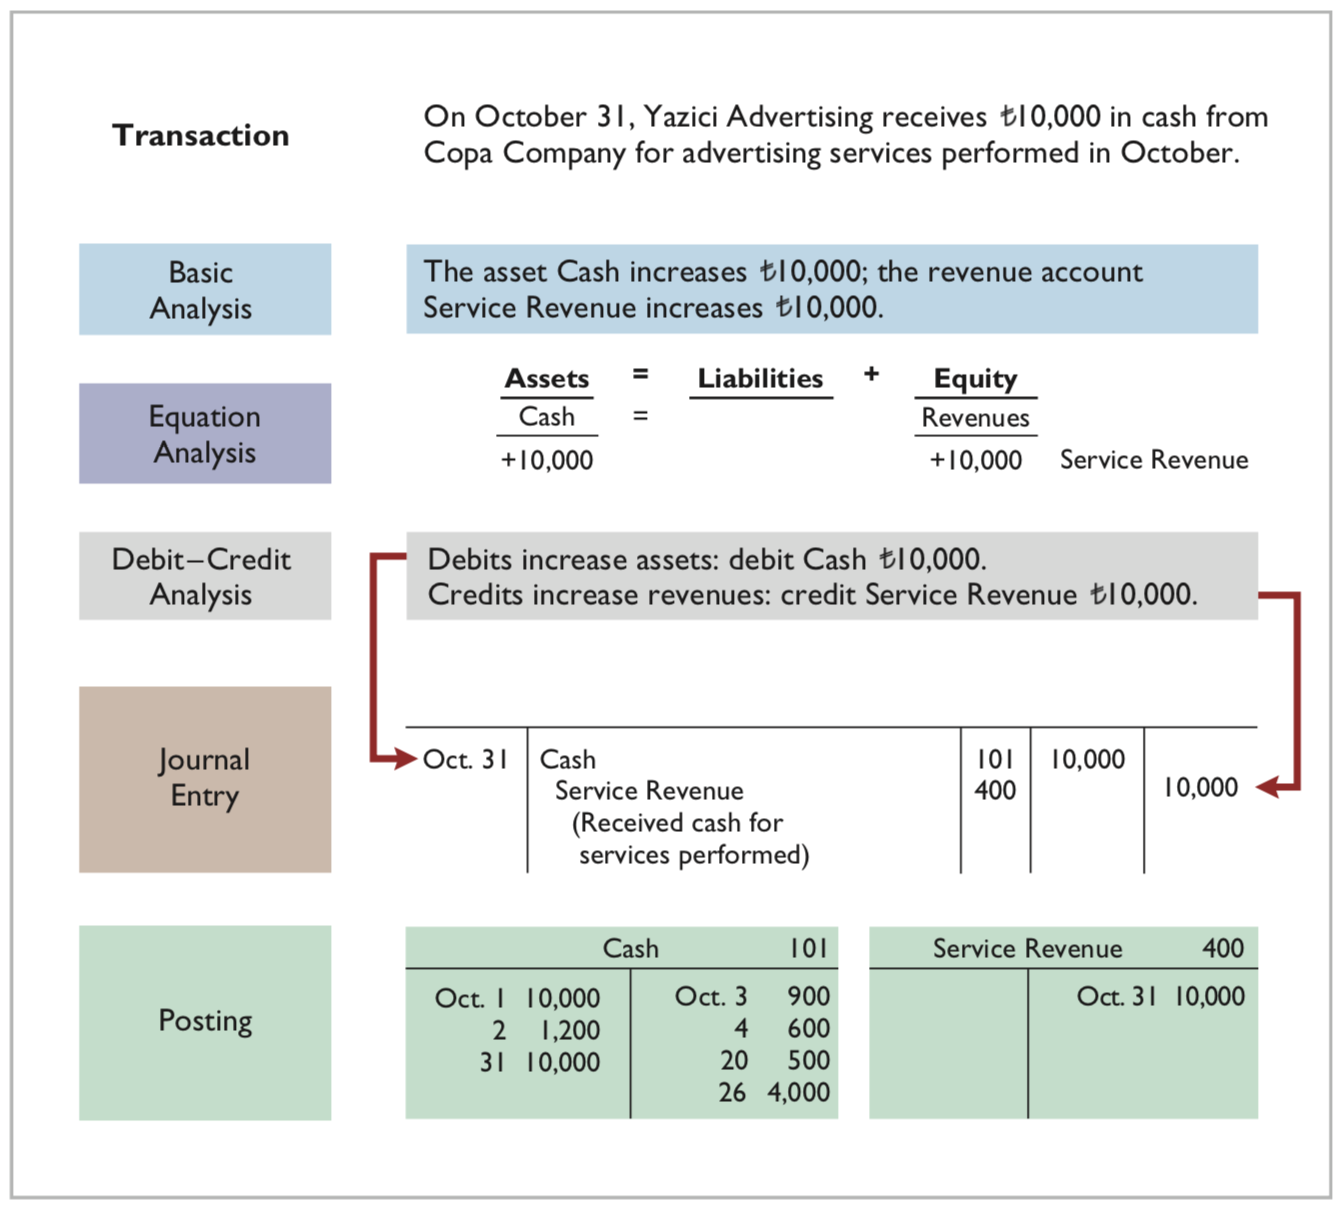 Transaction
On October 31, Yazici Advertising receives ₺10,000 in cash from
Copa Company for advertising services performed in October.
Basic
Analysis
The asset Cash increases ₺10,000; the revenue account
Service Revenue increases ₺10,000.
Equation
Analysis
Assets = Liabilities + Equity
Cash = Revenues
+10,000 +10,000 Service Revenue
Debit–Credit
Analysis
Debits increase assets: debit Cash ₺10,000.
Credits increase revenues: credit Service Revenue ₺10,000.
Journal
Entry
Oct. 31 Cash 101 10,000
Service Revenue 400 10,000
(Received cash for
services performed)
Posting
Cash 101
Oct. 1 10,000 Oct. 3 900
2 1,200 4 600
31 10,000 20 500
26 4,000
Service Revenue 400
Oct. 31 10,000